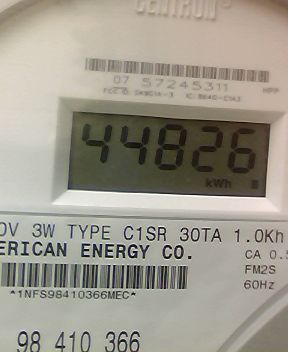 CENTRON®
07 57245311
HPP
44826
kWh
0V 3W TYPE C1SR 30TA 1.0Kh
ERICAN ENERGY CO.
CA 0.5
FM2S
60Hz
*1NFS98410366MEC*
98 410 366